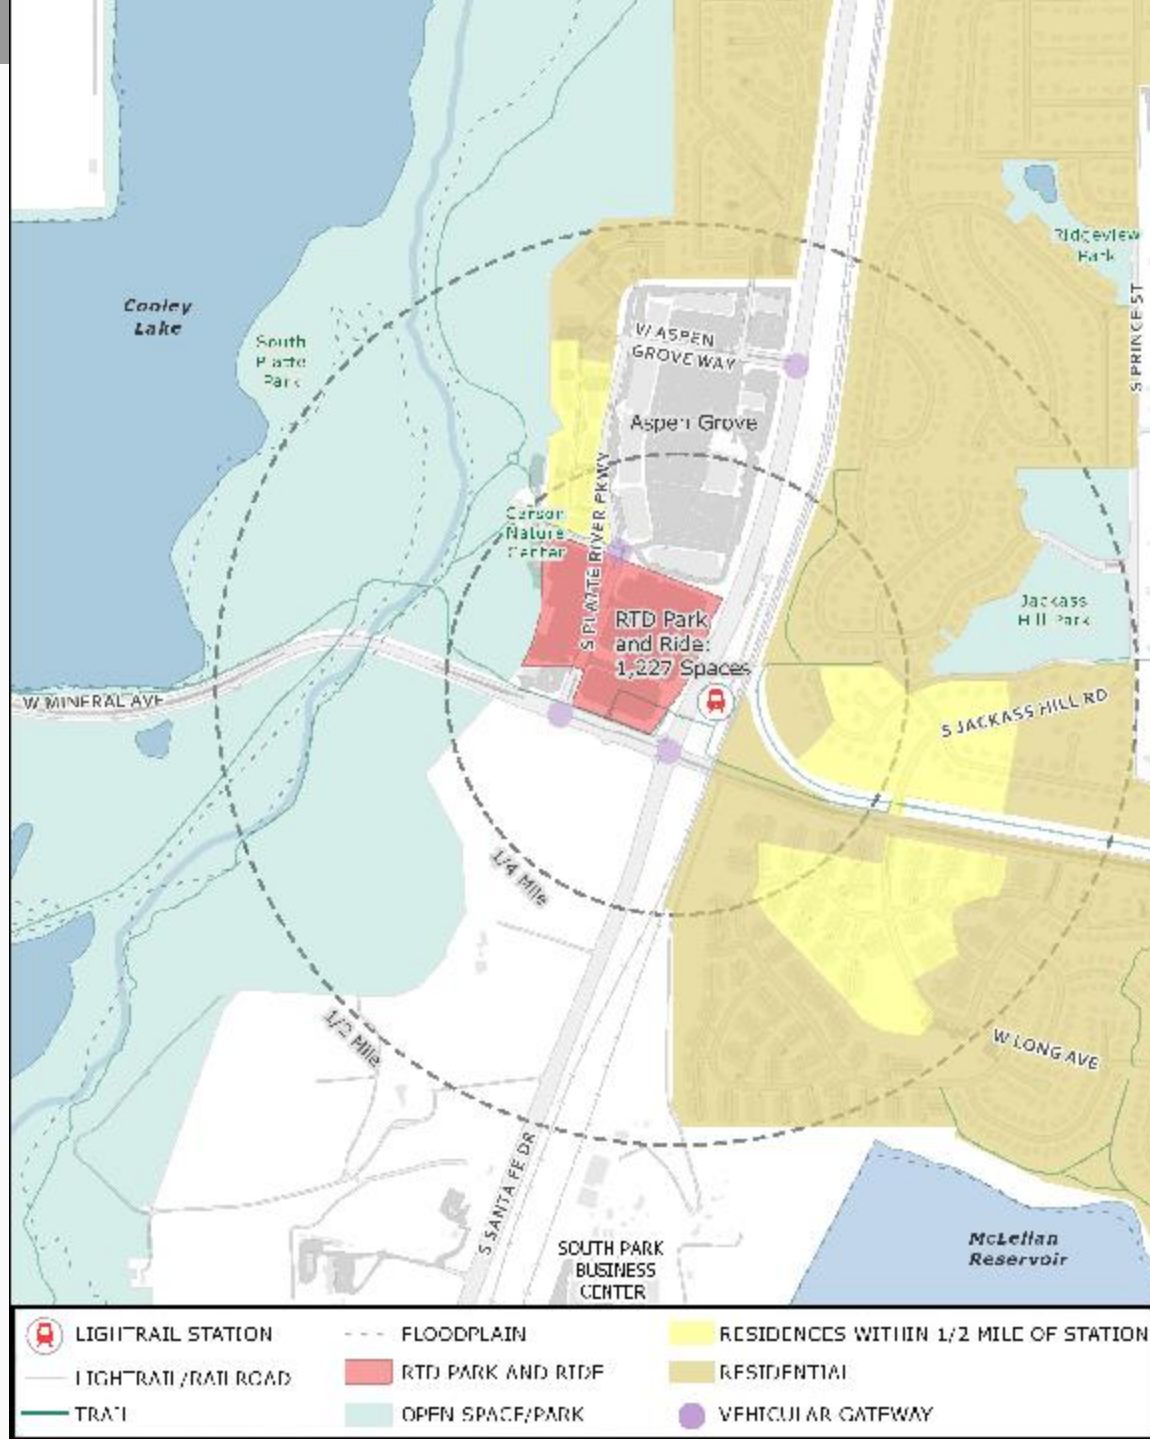 Ridgeview
Park
S PRINCE ST
Cooley
Lake
South
Platte
Park
W ASPEN
GROVE WAY
Aspen Grove
S PLATTE RIVER PKWY
Carson
Nature
Center
RTD Park
and Ride:
1,227 Spaces
Jackass
Hill Park
W MINERAL AVE
S JACKASS HILL RD
1/4 Mile
1/2 Mile
W LONG AVE
S SANTA FE DR
SOUTH PARK
BUSINESS
CENTER
McLellan
Reservoir
LIGHTRAIL STATION
LIGHTRAIL/RAILROAD
TRAIL
FLOODPLAIN
RTD PARK AND RIDE
OPEN SPACE/PARK
RESIDENCES WITHIN 1/2 MILE OF STATION
RESIDENTIAL
VEHICULAR GATEWAY